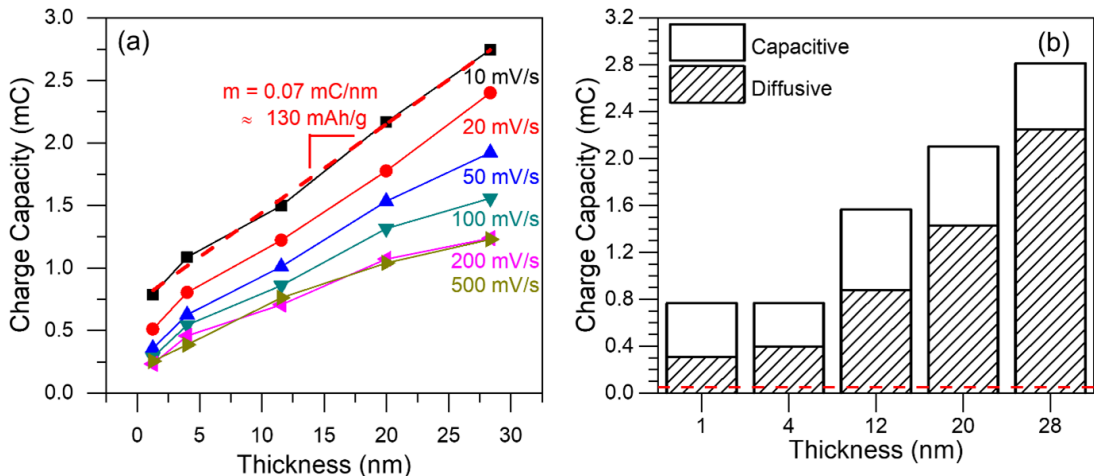 (a)
3.0
2.5
2.0
1.5
1.0
0.5
0.0
Charge Capacity (mC)
m = 0.07 mC/nm
≈ 130 mAh/g
10 mV/s
20 mV/s
50 mV/s
100 mV/s
200 mV/s
500 mV/s
0 5 10 15 20 25 30
Thickness (nm)
(b)
3.2
2.8
2.4
2.0
1.6
1.2
0.8
0.4
0.0
Charge Capacity (mC)
Capacitive
Diffusive
1 4 12 20 28
Thickness (nm)